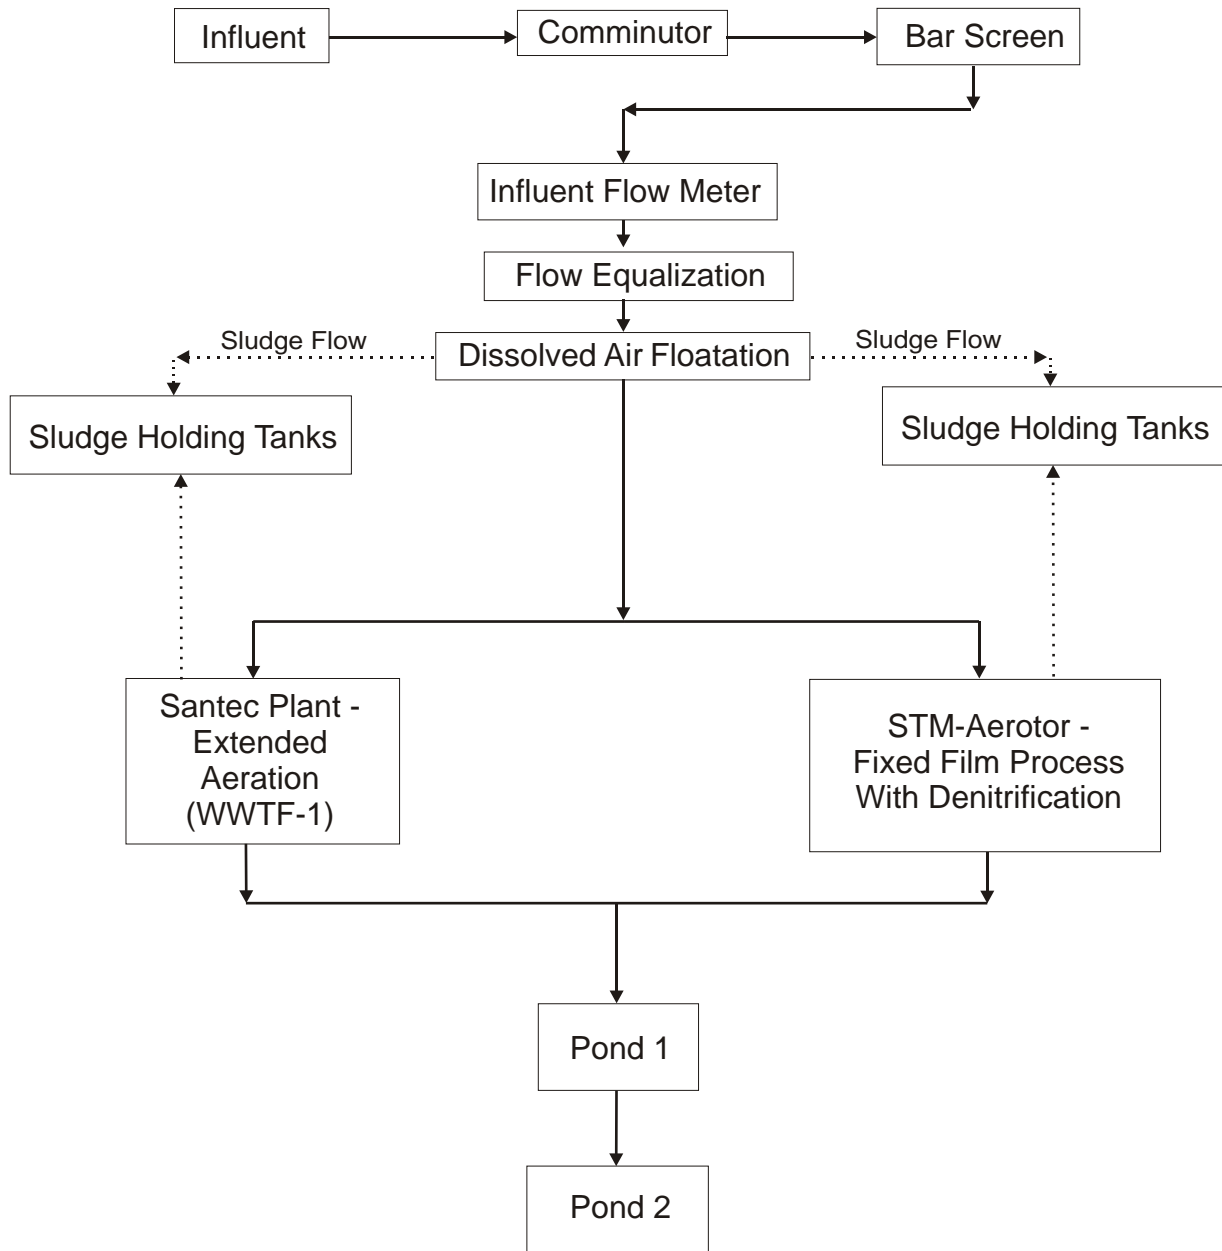 Influent
Comminutor
Bar Screen
Influent Flow Meter
Flow Equalization
Sludge Flow
Dissolved Air Floatation
Sludge Flow
Sludge Holding Tanks
Sludge Holding Tanks
Santec Plant -
Extended
Aeration
(WWTF-1)
STM-Aerotor -
Fixed Film Process
With Denitrification
Pond 1
Pond 2